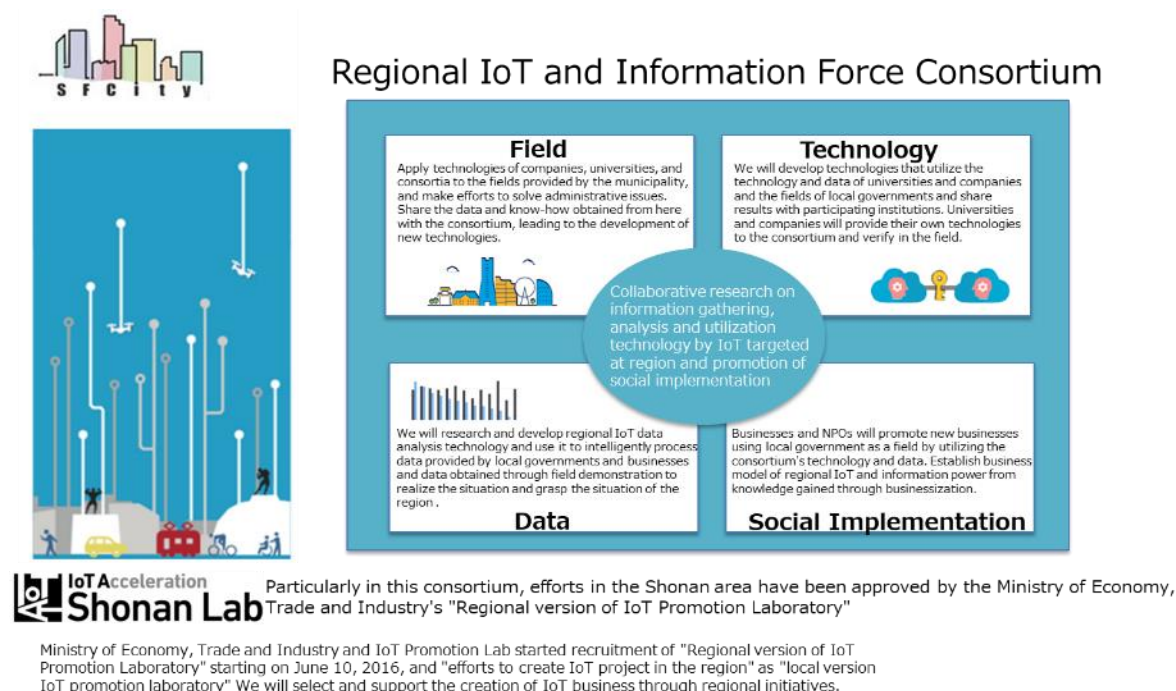 SFCity
Regional IoT and Information Force Consortium
Field
Apply technologies of companies, universities, and
consortia to the fields provided by the municipality,
and make efforts to solve administrative issues.
Share the data and know-how obtained from here
with the consortium, leading to the development of
new technologies.
Technology
We will develop technologies that utilize the
technology and data of universities and companies
and the fields of local governments and share
results with participating institutions. Universities
and companies will provide their own technologies
to the consortium and verify in the field.
Collaborative research on
information gathering,
analysis and utilization
technology by IoT targeted
at region and promotion of
social implementation
We will research and develop regional IoT data
analysis technology and use it to intelligently process
data provided by local governments and businesses
and data obtained through field demonstration to
realize the situation and grasp the situation of the
region .
Data
Businesses and NPOs will promote new businesses
using local government as a field by utilizing the
consortium's technology and data. Establish business
model of regional IoT and information power from
knowledge gained through businessization.
Social Implementation
IoT
IoT Acceleration
Shonan Lab
Particularly in this consortium, efforts in the Shonan area have been approved by the Ministry of Economy,
Trade and Industry's "Regional version of IoT Promotion Laboratory"
Ministry of Economy, Trade and Industry and IoT Promotion Lab started recruitment of "Regional version of IoT
Promotion Laboratory" starting on June 10, 2016, and "efforts to create IoT project in the region" as "local version
IoT promotion laboratory" We will select and support the creation of IoT business through regional initiatives.